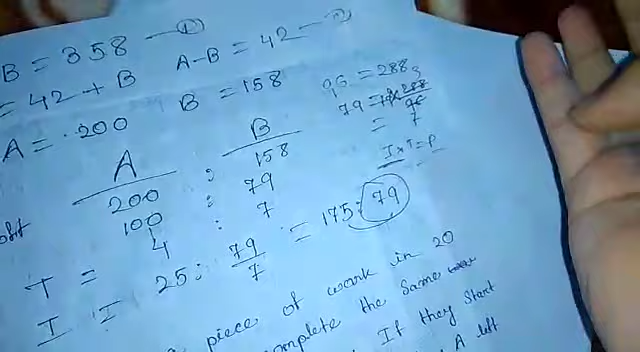 B = 358 — ①
A-B = 42 — ②
= 42 + B
B = 158
A = 200
96 = 288
79 =
= 7
I × T = P
A B
200 : 158
100 : 79
T = 4 : 7
I = 25 : 79/7 = 175 : 79
piece of work in 20
complete the same
If they start
A left